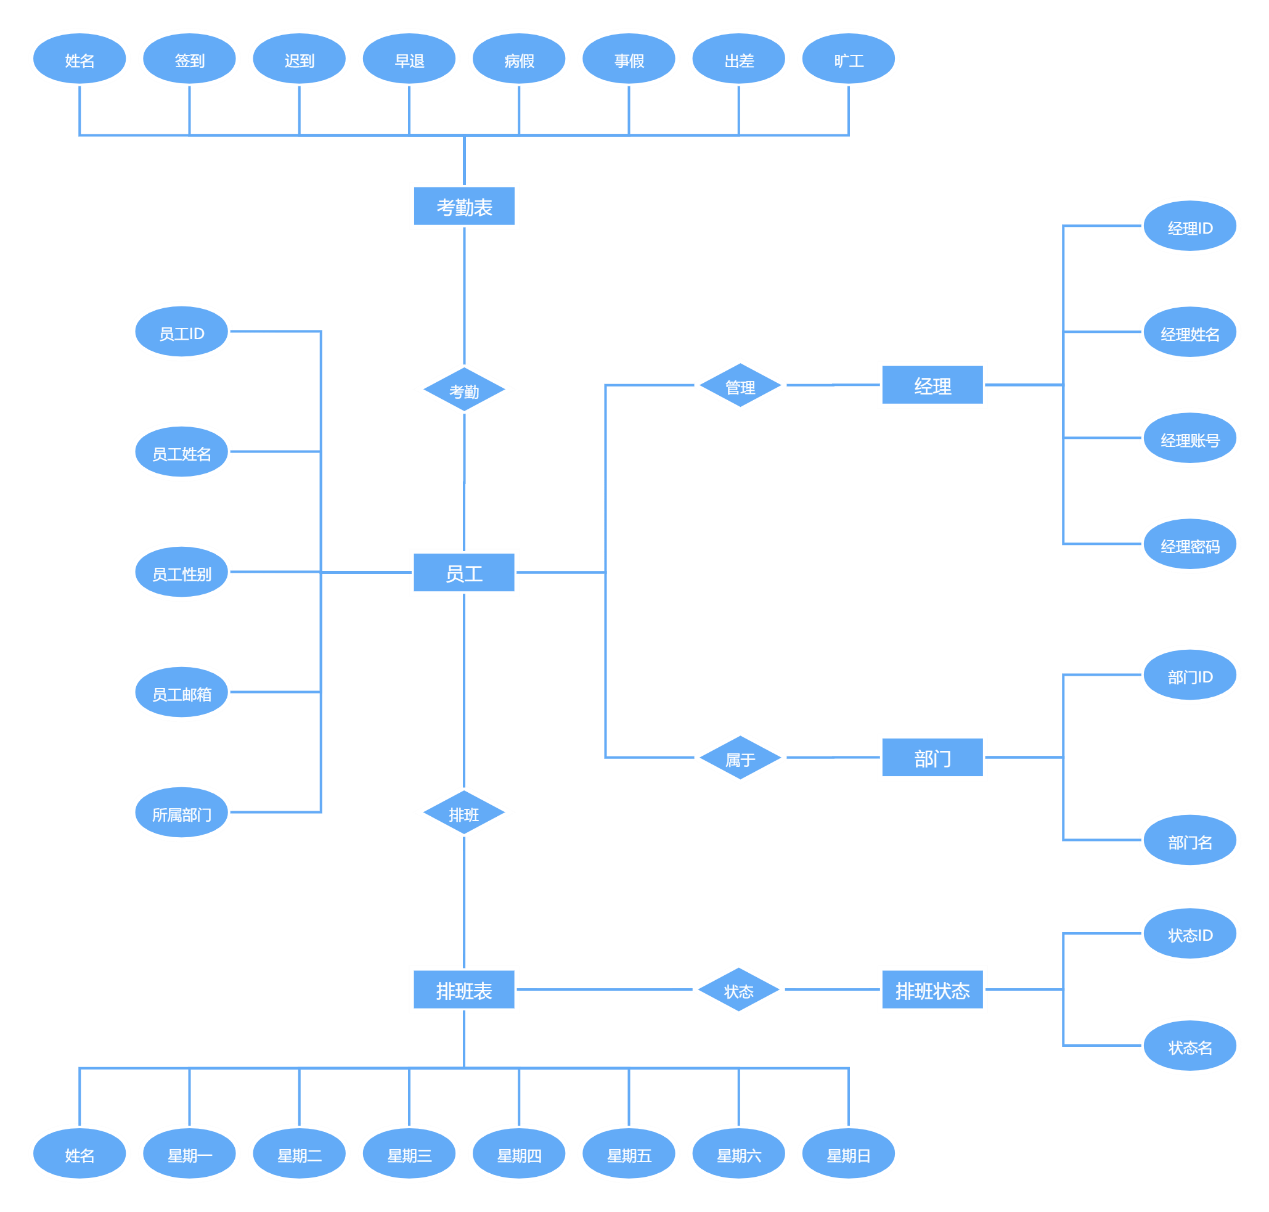 姓名 签到 迟到 早退 病假 事假 出差 旷工
考勤表
经理ID
员工ID
经理姓名
考勤 管理 经理
员工姓名
经理账号
员工性别 员工
经理密码
员工邮箱
部门ID
属于 部门
所属部门 排班
部门名
状态ID
排班表 状态 排班状态
状态名
姓名 星期一 星期二 星期三 星期四 星期五 星期六 星期日